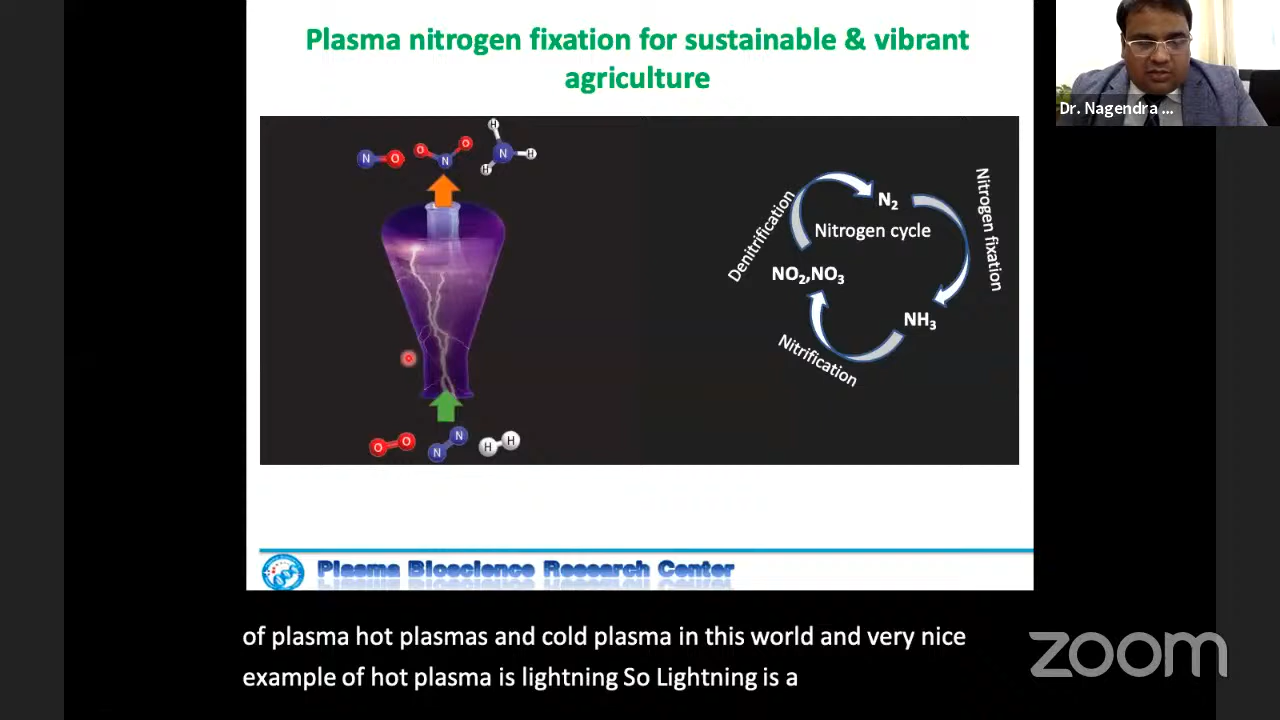 Plasma nitrogen fixation for sustainable & vibrant
agriculture
Dr. Nagendra ...
N O
O N O
N H H H
Denitrification
N₂
Nitrogen fixation
Nitrogen cycle
NO₂,NO₃
NH₃
Nitrification
O O
N N
H H
Plasma Bioscience Research Center
of plasma hot plasmas and cold plasma in this world and very nice
example of hot plasma is lightning So Lightning is a
zoom